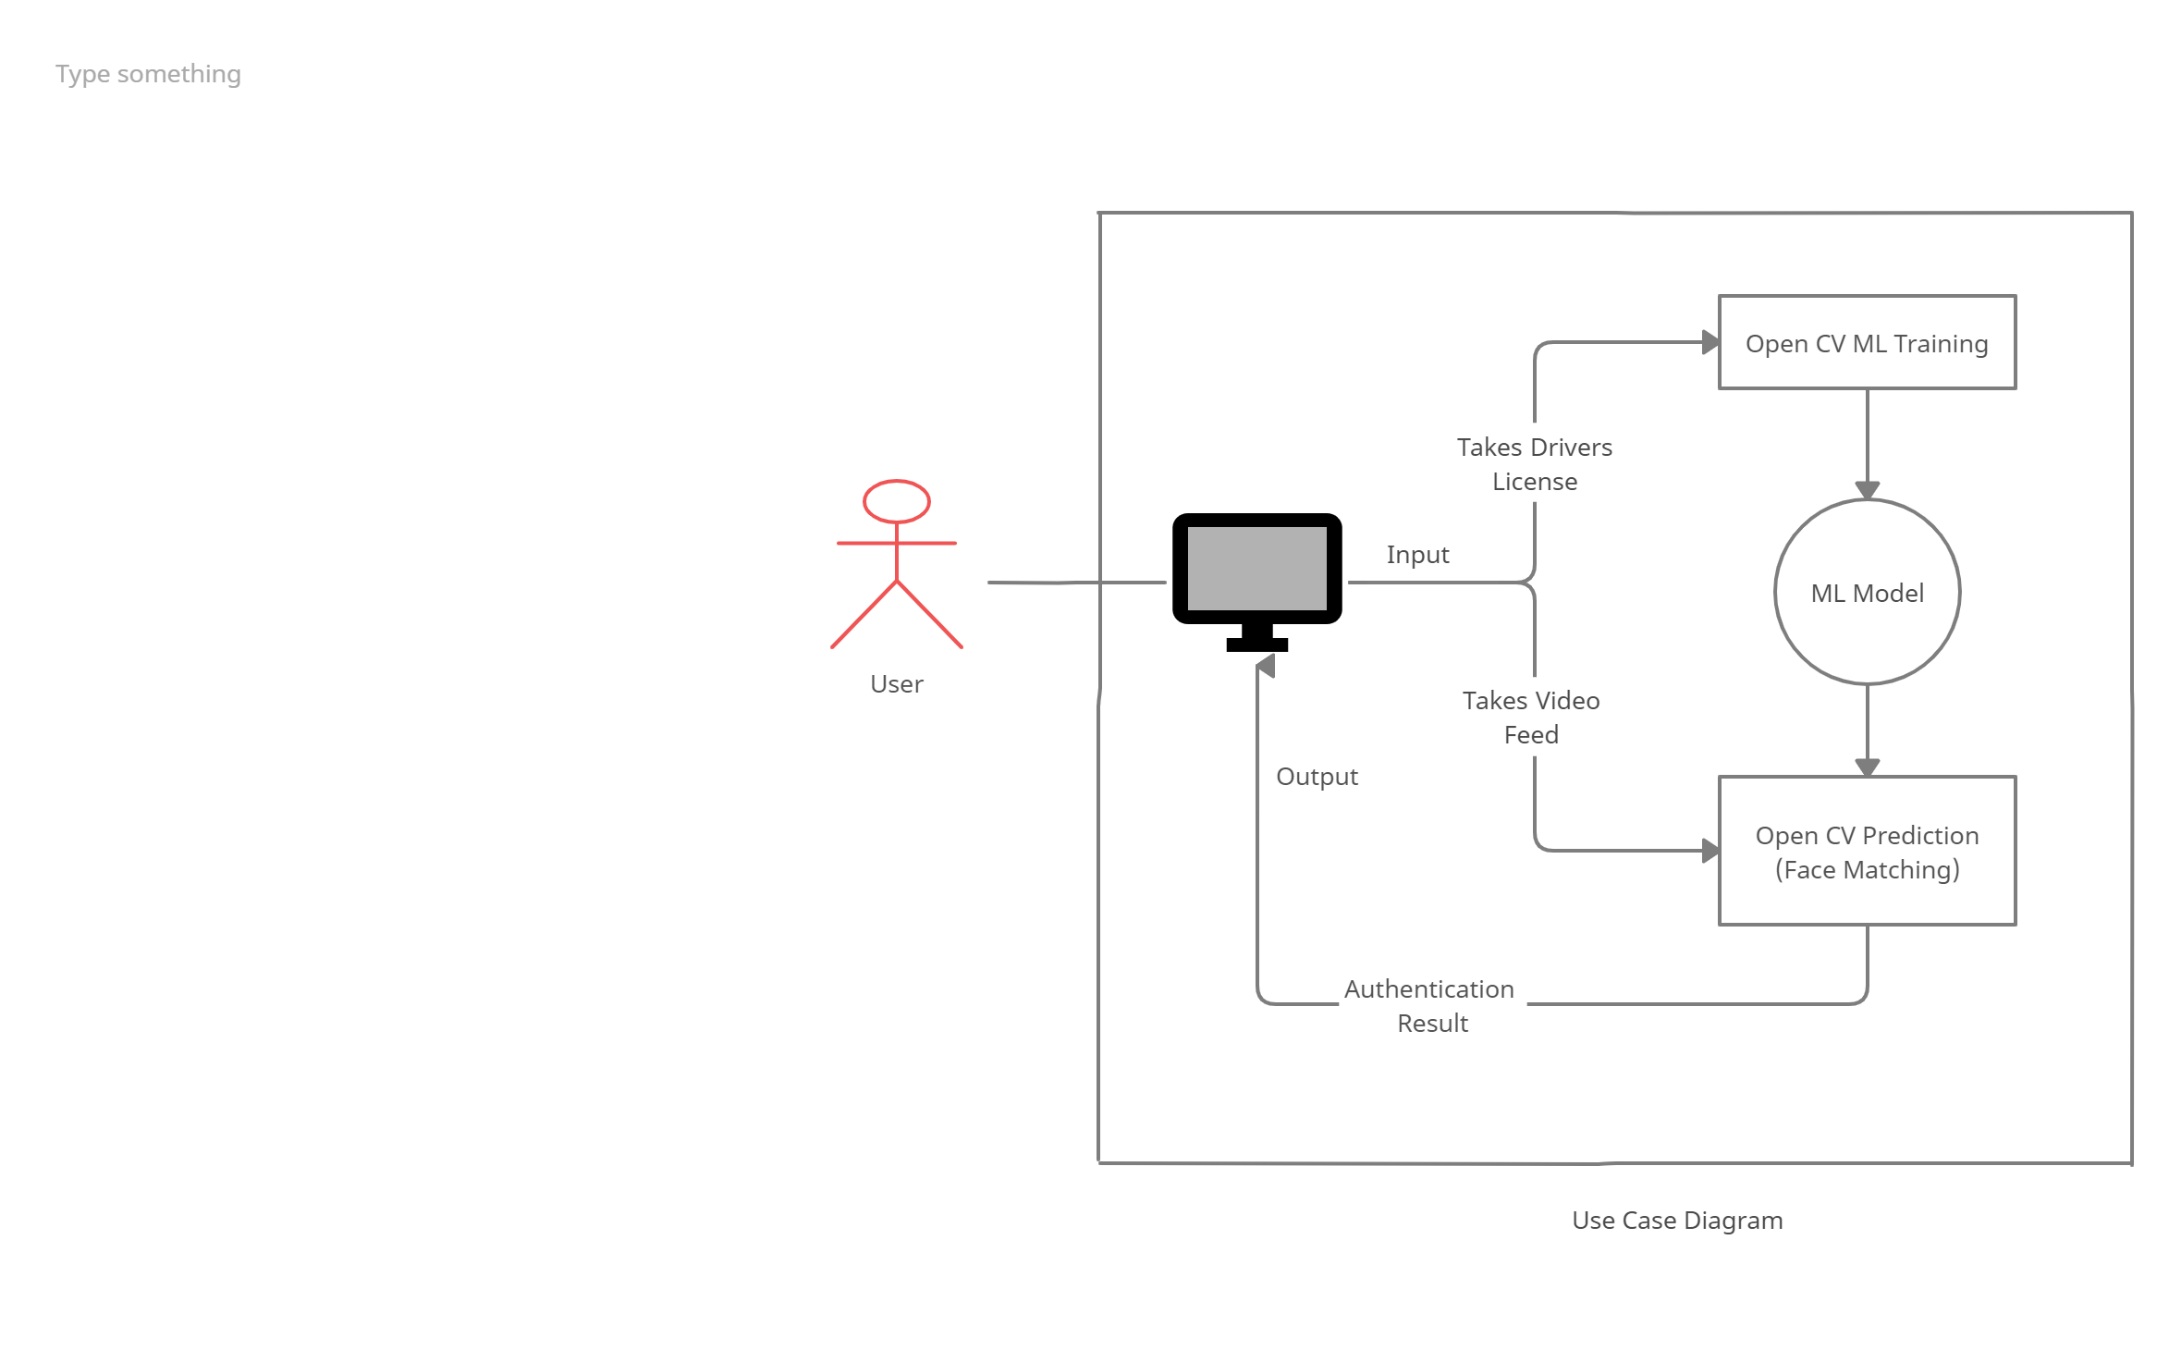 Type something
Open CV ML Training
Takes Drivers
License
Input
ML Model
User
Takes Video
Feed
Output
Open CV Prediction
(Face Matching)
Authentication
Result
Use Case Diagram